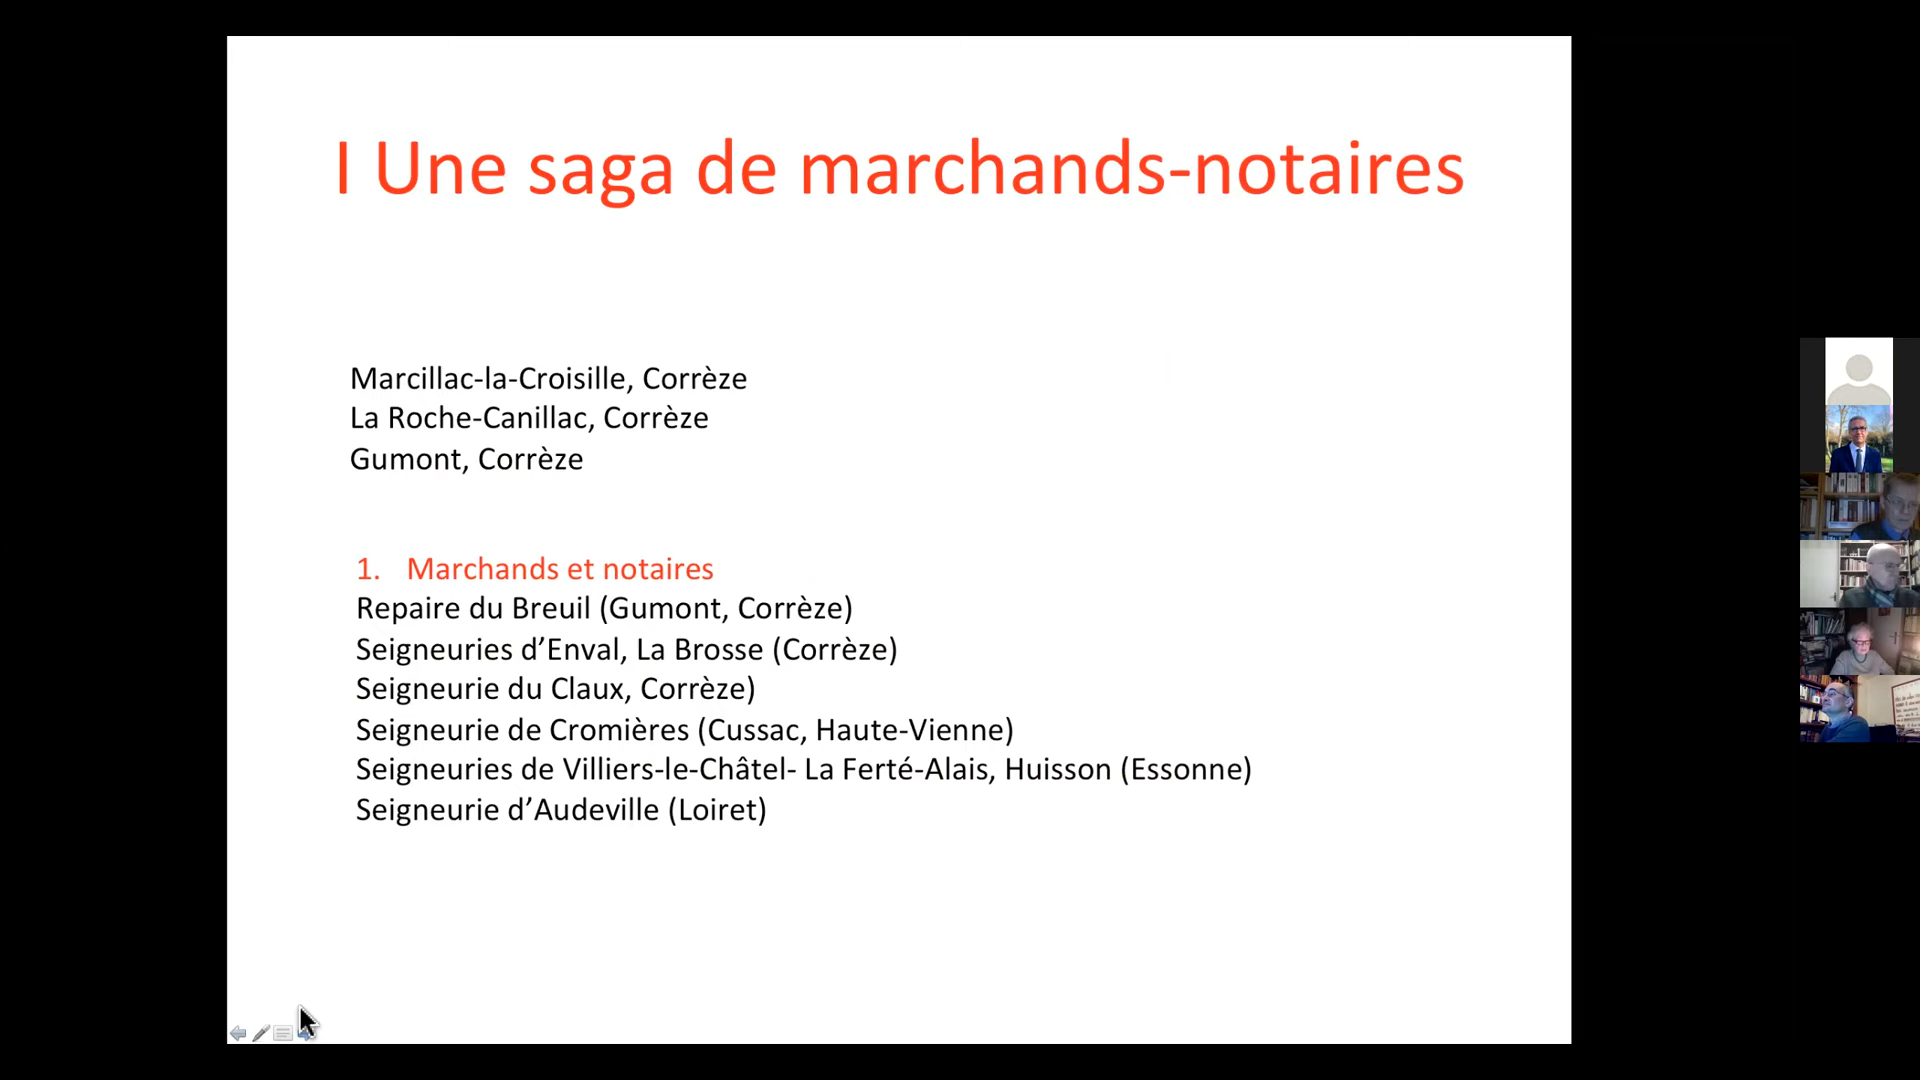 I Une saga de marchands-notaires
Marcillac-la-Croisille, Corrèze
La Roche-Canillac, Corrèze
Gumont, Corrèze
1. Marchands et notaires
Repaire du Breuil (Gumont, Corrèze)
Seigneuries d’Enval, La Brosse (Corrèze)
Seigneurie du Claux, Corrèze)
Seigneurie de Cromières (Cussac, Haute-Vienne)
Seigneuries de Villiers-le-Châtel- La Ferté-Alais, Huisson (Essonne)
Seigneurie d’Audeville (Loiret)